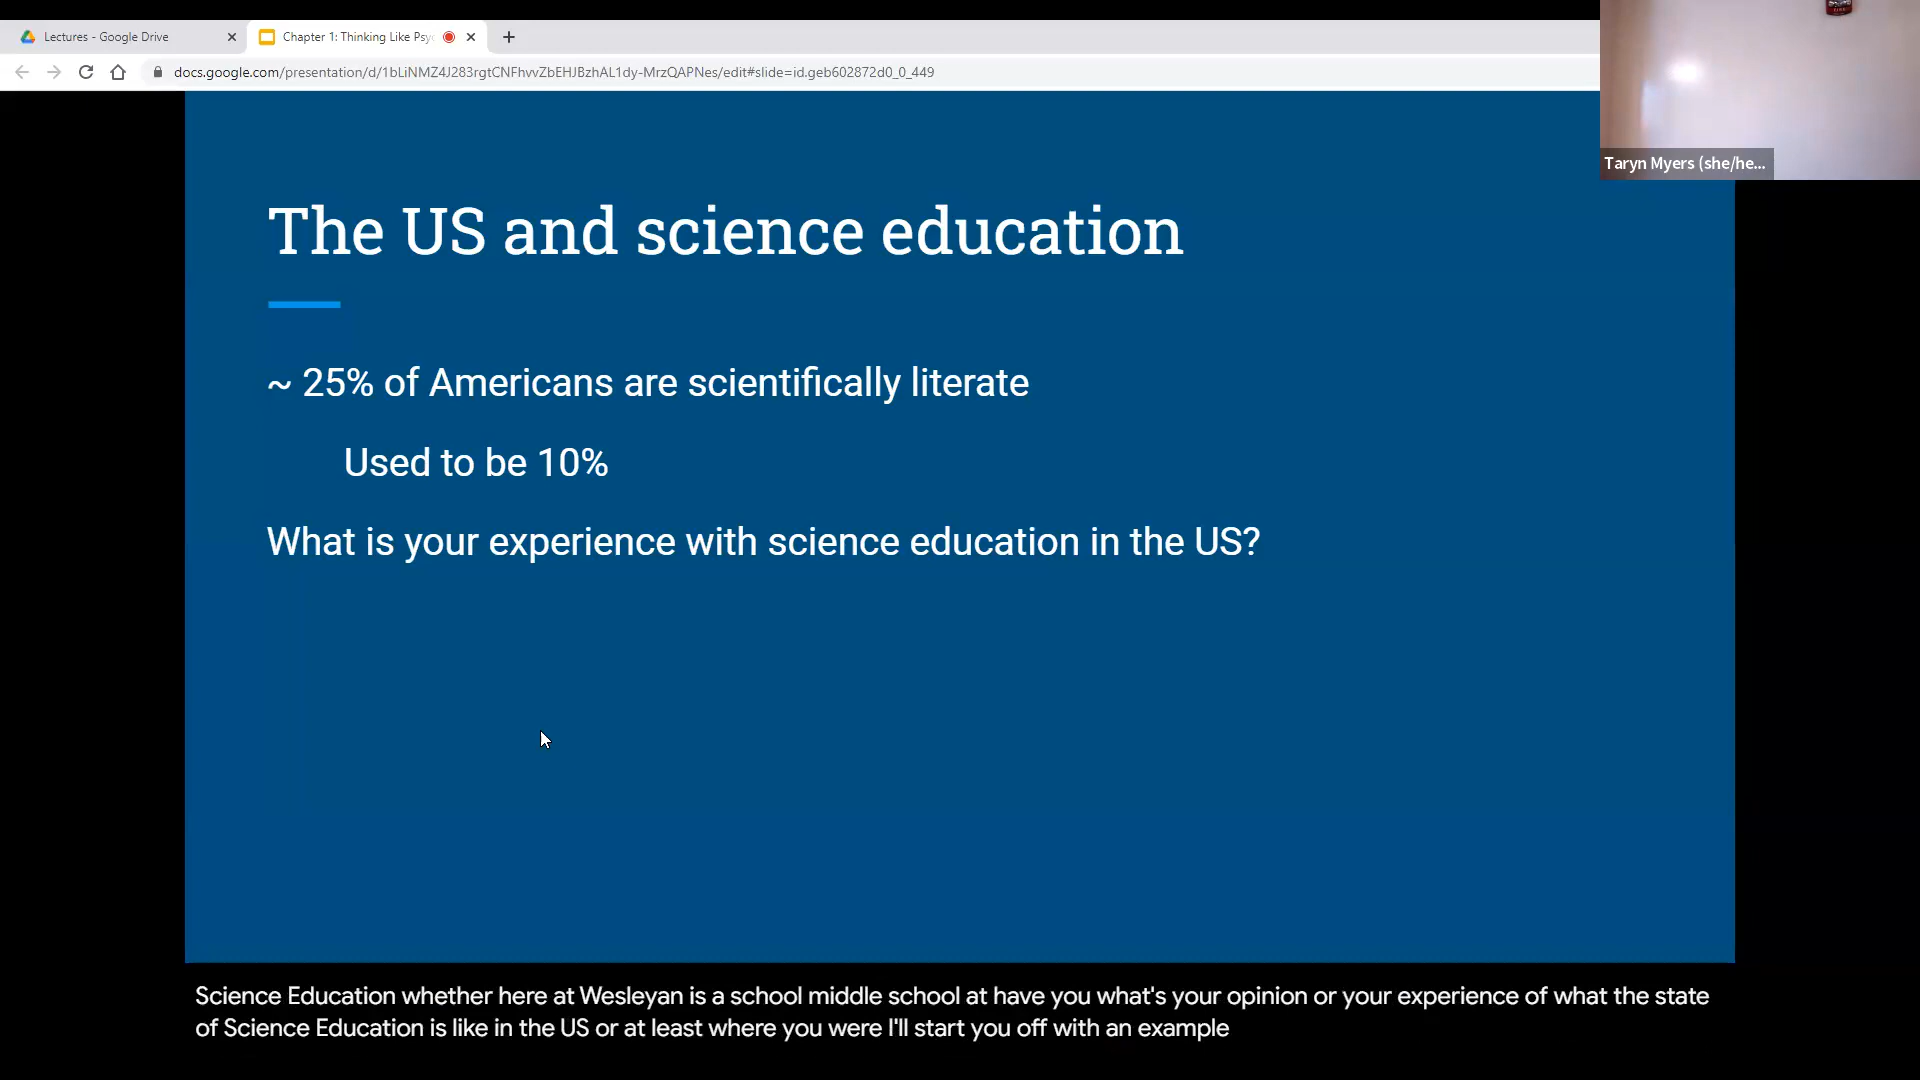 Lectures - Google Drive
Chapter 1: Thinking Like Psy
docs.google.com/presentation/d/1bLiNMZ4J283rgtCNFhvvZbEHJBzhAL1dy-MrzQAPNes/edit#slide=id.geb602872d0_0_449
Taryn Myers (she/he...
The US and science education
~ 25% of Americans are scientifically literate
Used to be 10%
What is your experience with science education in the US?
Science Education whether here at Wesleyan is a school middle school at have you what's your opinion or your experience of what the state
of Science Education is like in the US or at least where you were I'll start you off with an example